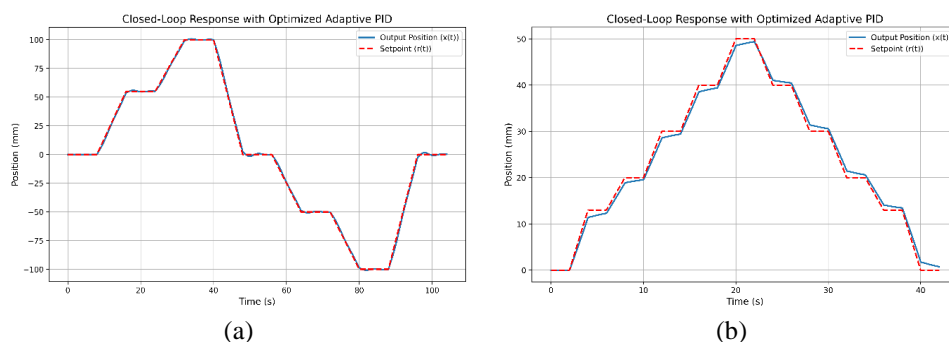 Closed-Loop Response with Optimized Adaptive PID
Output Position (x(t))
Setpoint (r(t))
100
75
50
25
0
−25
−50
−75
−100
Position (mm)
0
20
40
60
80
100
Time (s)
(a)
Closed-Loop Response with Optimized Adaptive PID
Output Position (x(t))
Setpoint (r(t))
50
40
30
20
10
0
Position (mm)
0
10
20
30
40
Time (s)
(b)